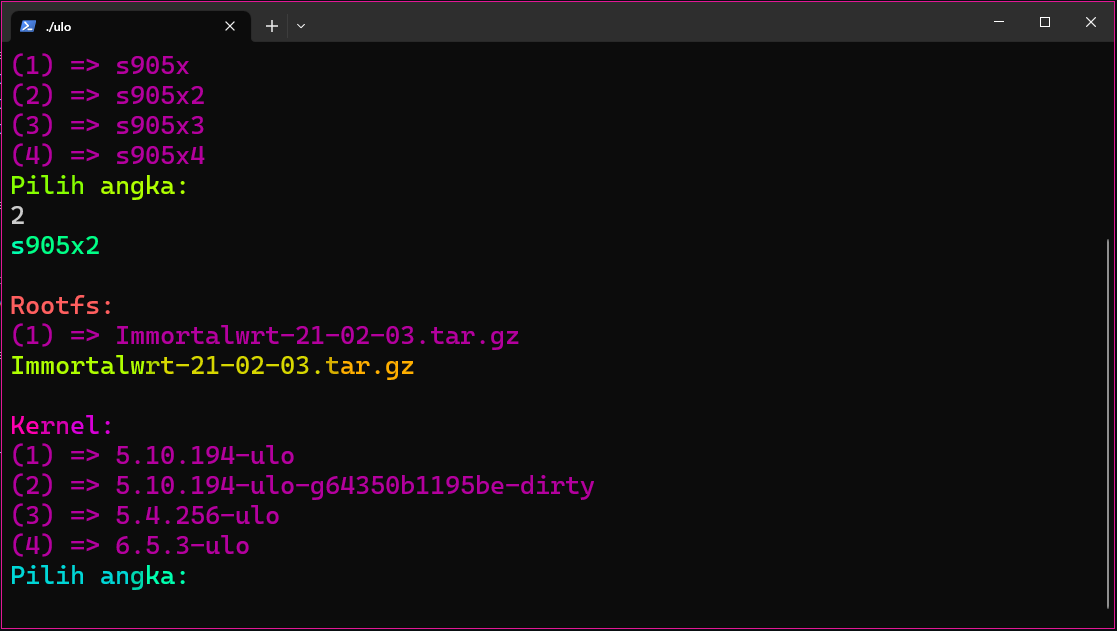 ./ulo
(1) => s905x
(2) => s905x2
(3) => s905x3
(4) => s905x4
Pilih angka:
2
s905x2
Rootfs:
(1) => Immortalwrt-21-02-03.tar.gz
Immortalwrt-21-02-03.tar.gz
Kernel:
(1) => 5.10.194-ulo
(2) => 5.10.194-ulo-g64350b1195be-dirty
(3) => 5.4.256-ulo
(4) => 6.5.3-ulo
Pilih angka: